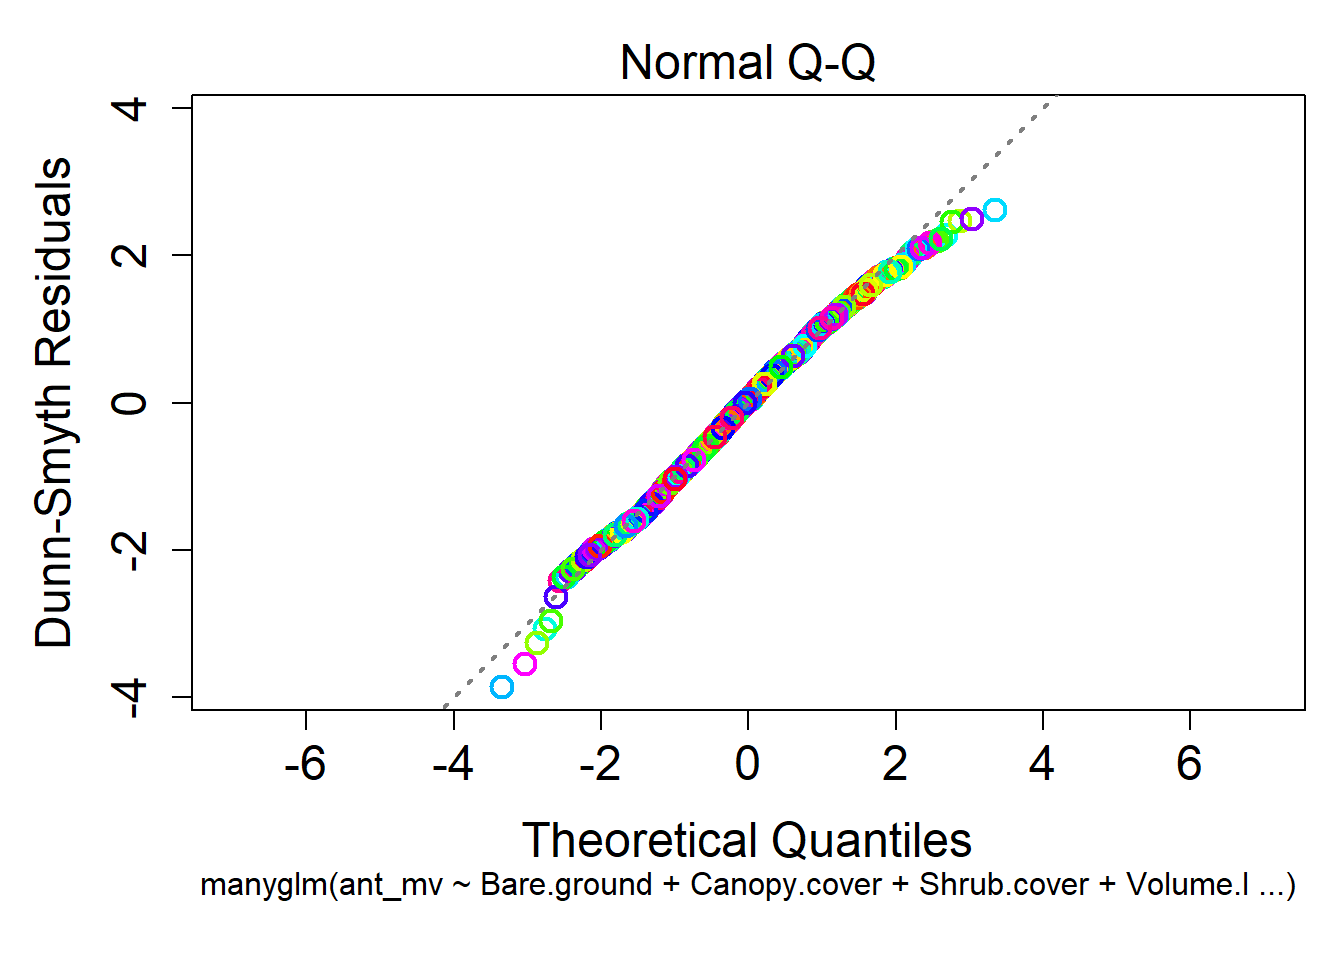 Normal Q-Q
Dunn-Smyth Residuals
4
2
0
-2
-4
-6 -4 -2 0 2 4 6
Theoretical Quantiles
manyglm(ant_mv ~ Bare.ground + Canopy.cover + Shrub.cover + Volume.l ...)